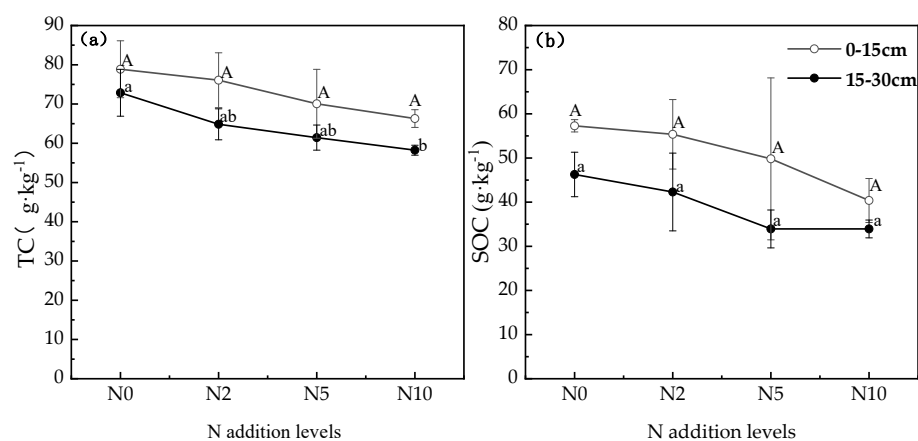 (a)
TC( g·kg⁻¹)
90
80
70
60
50
40
30
20
10
0
A
A
A
A
a
ab
ab
b
N0 N2 N5 N10
N addition levels
(b)
0-15cm
15-30cm
SOC (g·kg⁻¹)
80
70
60
50
40
30
20
10
0
A
A
A
A
a
a
a
a
N0 N2 N5 N10
N addition levels